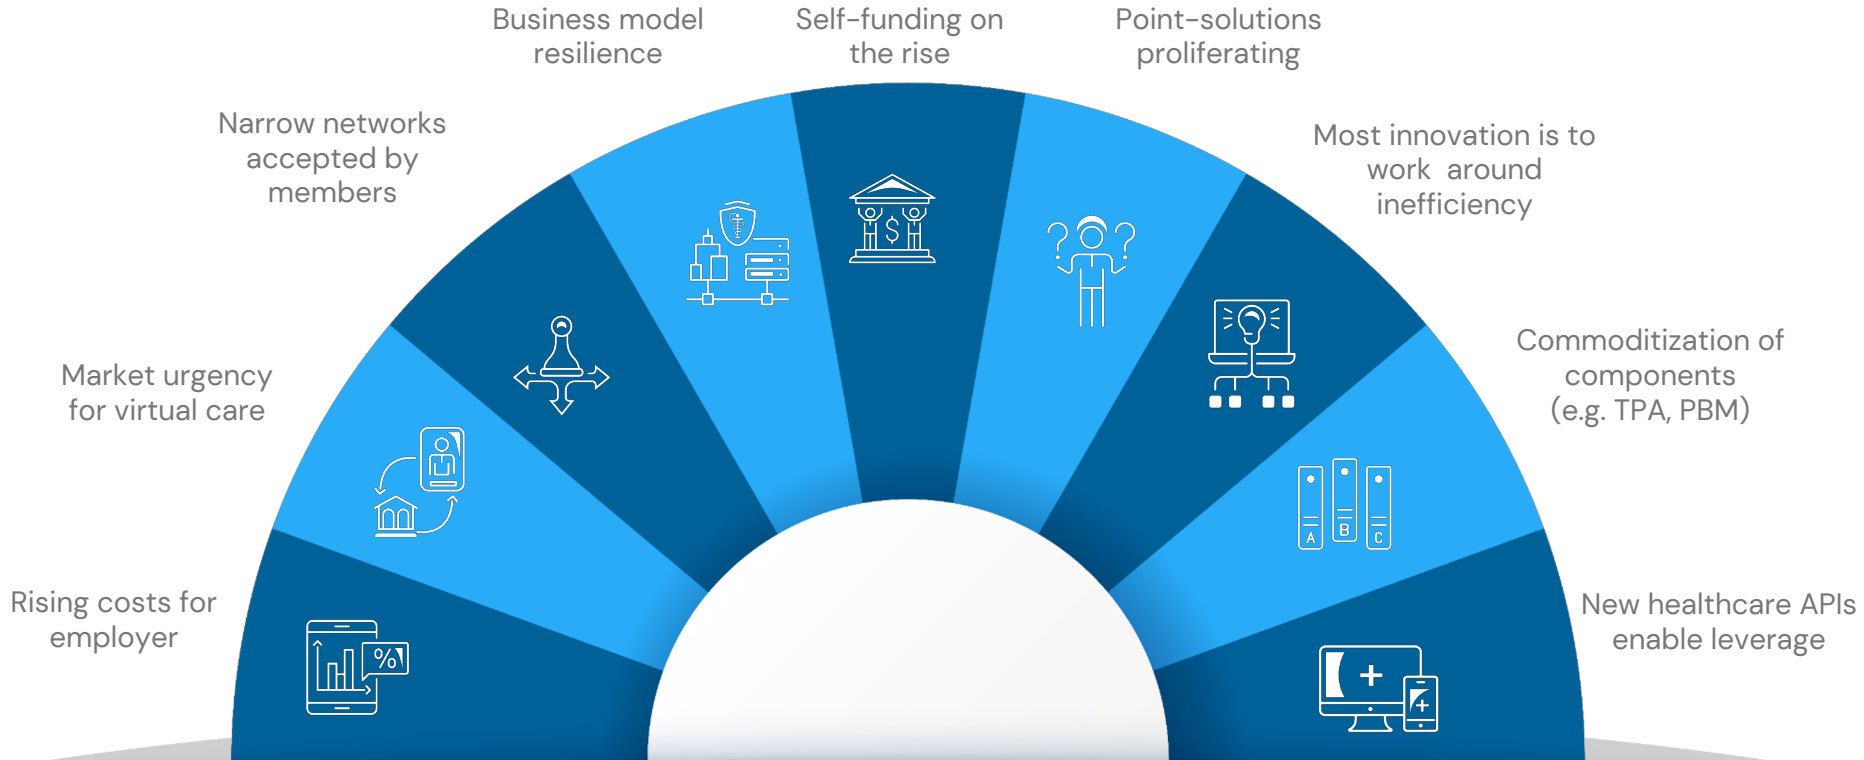 Business model
resilience
Self-funding on
the rise
Point-solutions
proliferating
Narrow networks
accepted by
members
Most innovation is to
work around
inefficiency
Market urgency
for virtual care
Commoditization of
components
(e.g. TPA, PBM)
Rising costs for
employer
New healthcare APIs
enable leverage
$
? ?
A
B
C
%
+
+